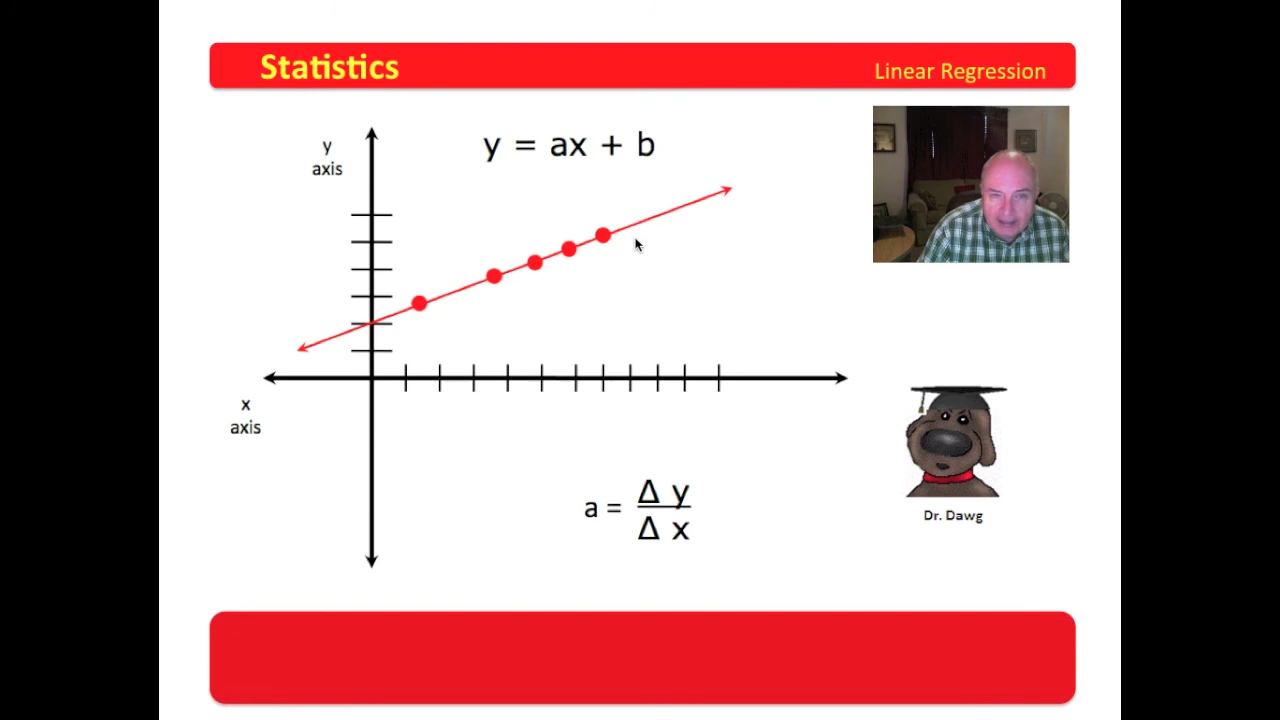 Statistics
Linear Regression
y
axis
y = ax + b
x
axis
a = Δ y
Δ x
Dr. Dawg